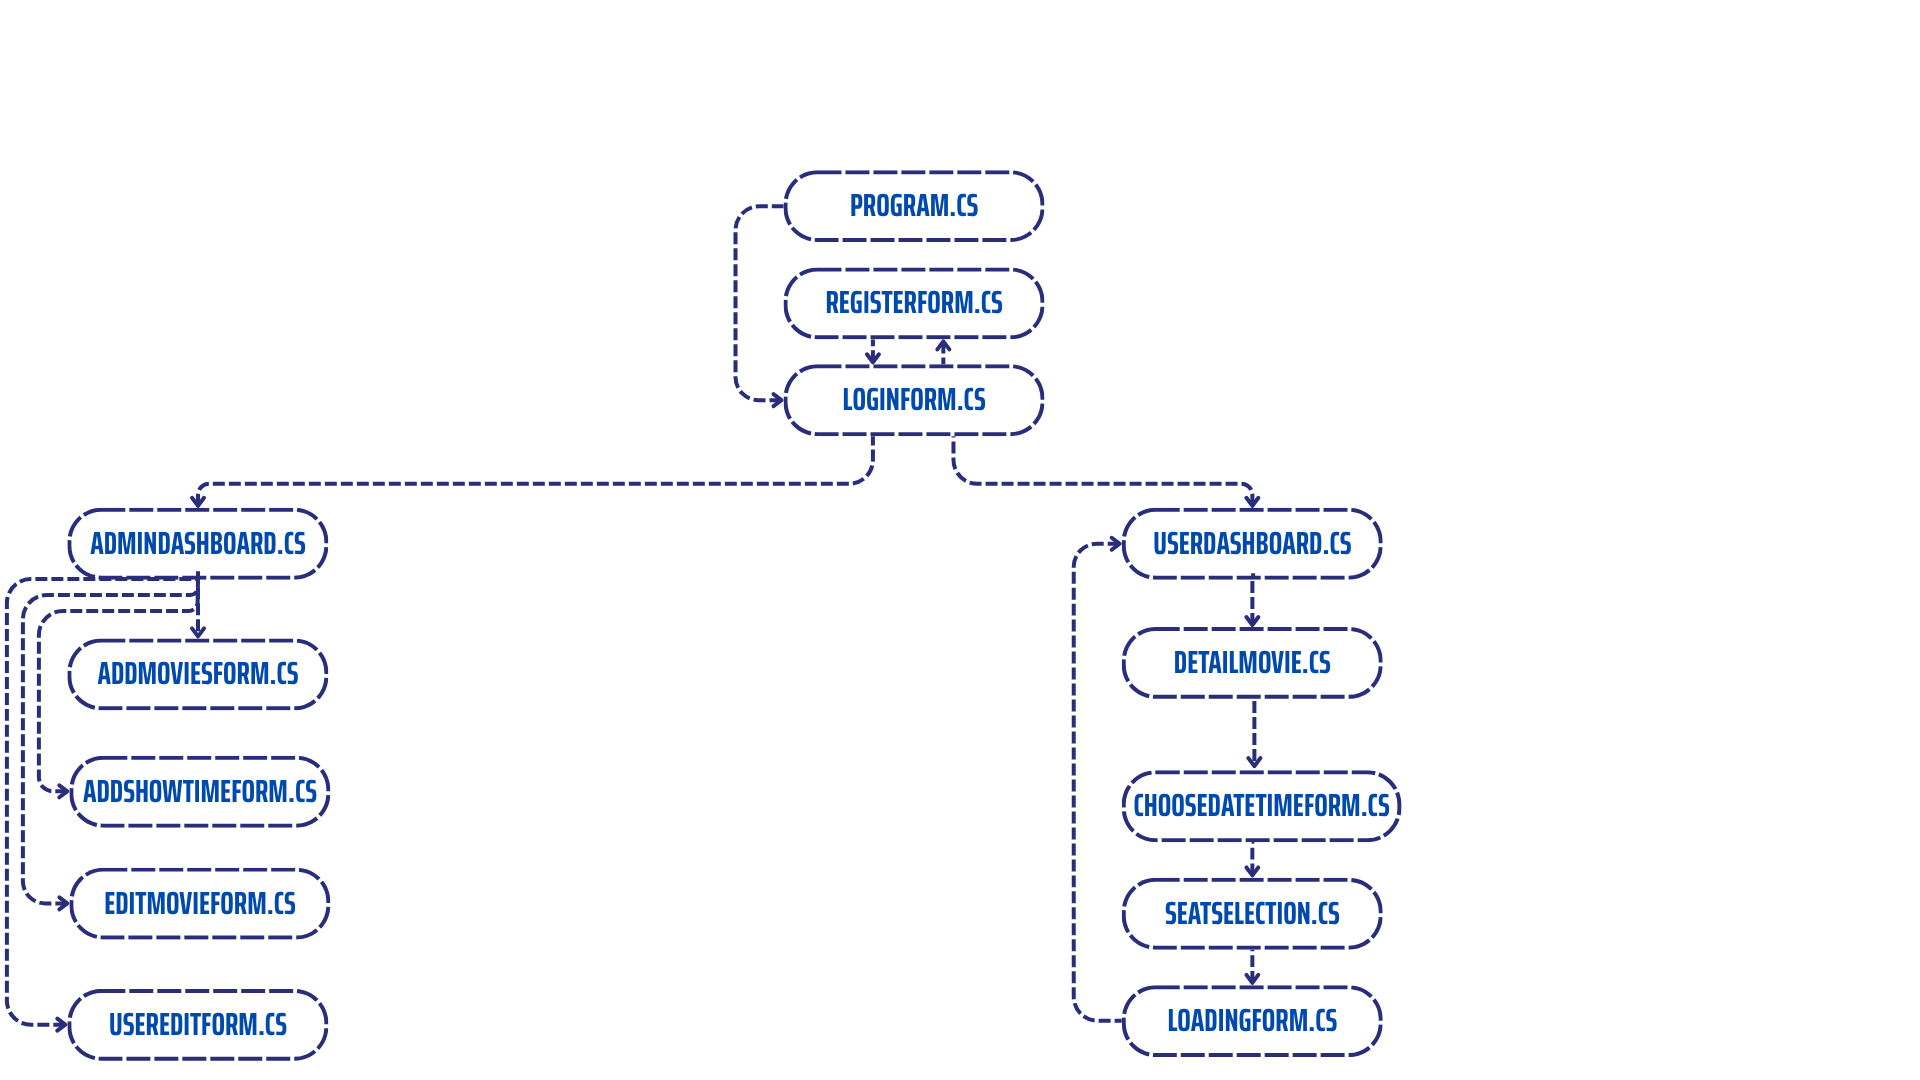 PROGRAM.CS
REGISTERFORM.CS
LOGINFORM.CS
ADMINDASHBOARD.CS
ADDMOVIESFORM.CS
ADDSHOWTIMEFORM.CS
EDITMOVIEFORM.CS
USEREDITFORM.CS
USERDASHBOARD.CS
DETAILMOVIE.CS
CHOOSEDATETIMEFORM.CS
SEATSELECTION.CS
LOADINGFORM.CS